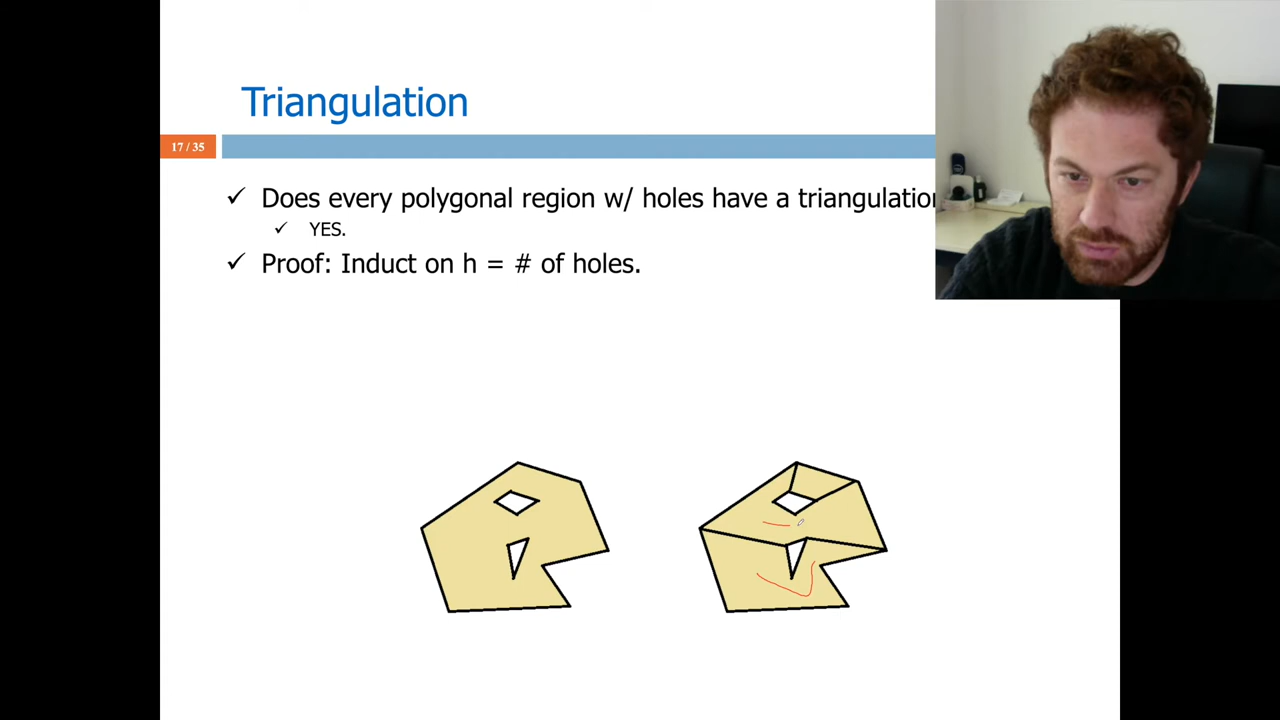 Triangulation
17 / 35
✓ Does every polygonal region w/ holes have a triangulation
✓ YES.
✓ Proof: Induct on h = # of holes.